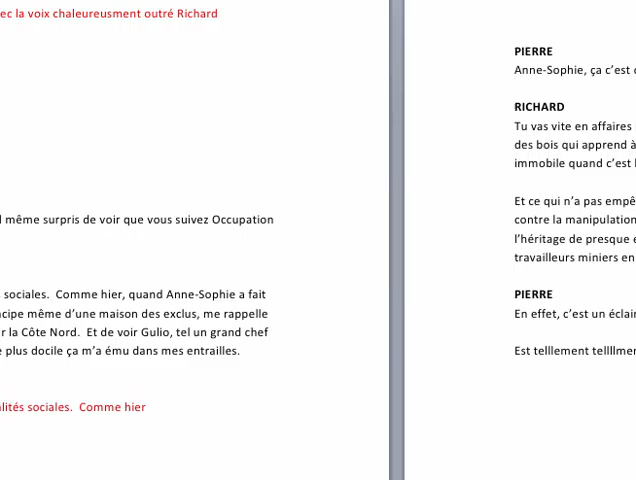 ec la voix chaleureusment outré Richard
même surpris de voir que vous suivez Occupation
sociales. Comme hier, quand Anne-Sophie a fait
ncipe même d'une maison des exclus, me rappelle
r la Côte Nord. Et de voir Gulio, tel un grand chef
plus docile ça m'a ému dans mes entrailles.
alités sociales. Comme hier
PIERRE
Anne-Sophie, ça c'est
RICHARD
Tu vas vite en affaires
des bois qui apprend à
immobile quand c'est
Et ce qui n'a pas empê
contre la manipulation
l'héritage de presque
travailleurs miniers en
PIERRE
En effet, c'est un éclair
Est telllement tellllmen